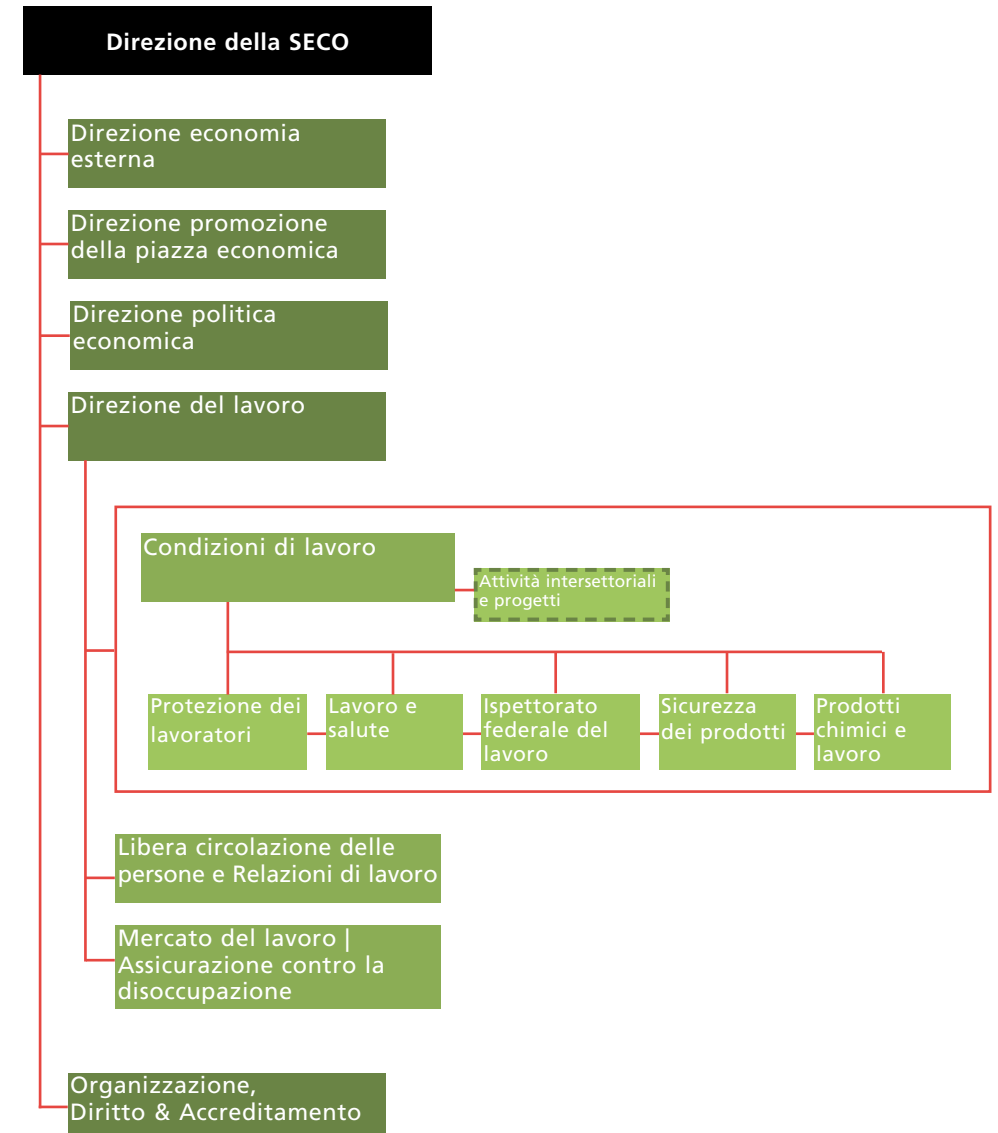 Direzione della SECO
Direzione economia
esterna
Direzione promozione
della piazza economica
Direzione politica
economica
Direzione del lavoro
Condizioni di lavoro
Attività intersettoriali
e progetti
Protezione dei
lavoratori
Lavoro e
salute
Ispettorato
federale del
lavoro
Sicurezza
dei prodotti
Prodotti
chimici e
lavoro
Libera circolazione delle
persone e Relazioni di lavoro
Mercato del lavoro |
Assicurazione contro la
disoccupazione
Organizzazione,
Diritto & Accreditamento